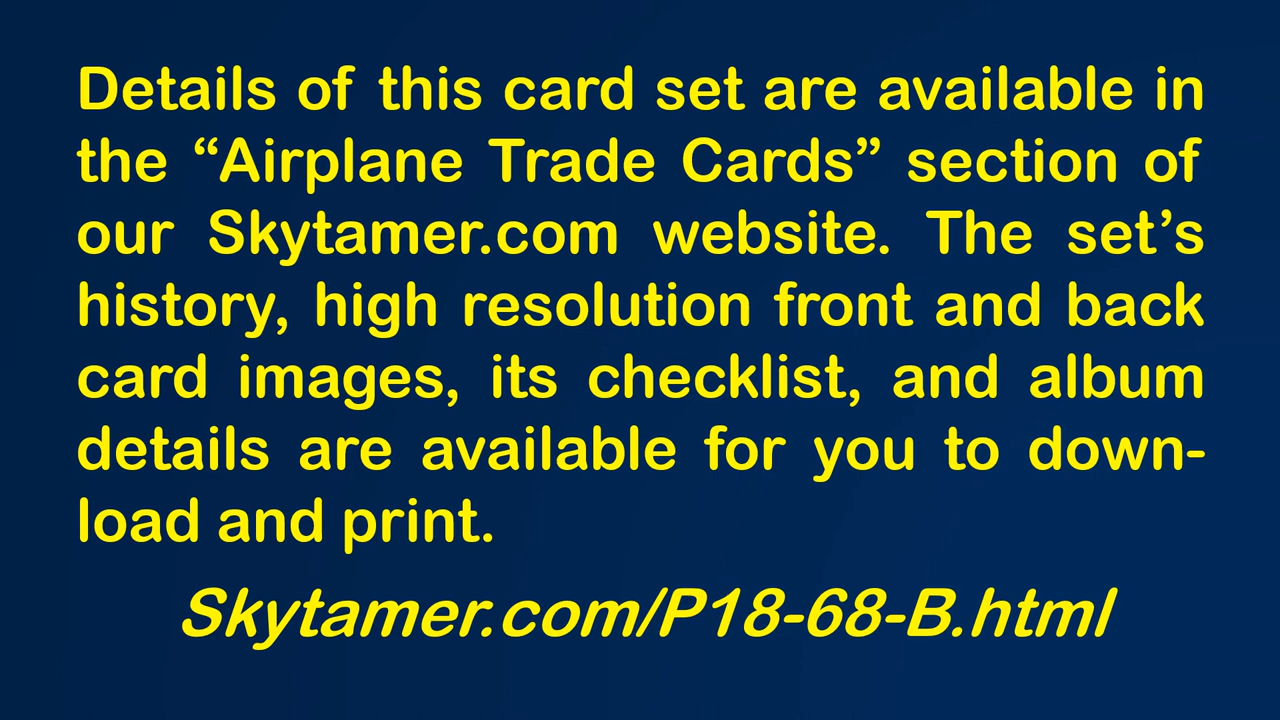 Details of this card set are available in
the “Airplane Trade Cards” section of
our Skytamer.com website. The set’s
history, high resolution front and back
card images, its checklist, and album
details are available for you to down-
load and print.
Skytamer.com/P18-68-B.html